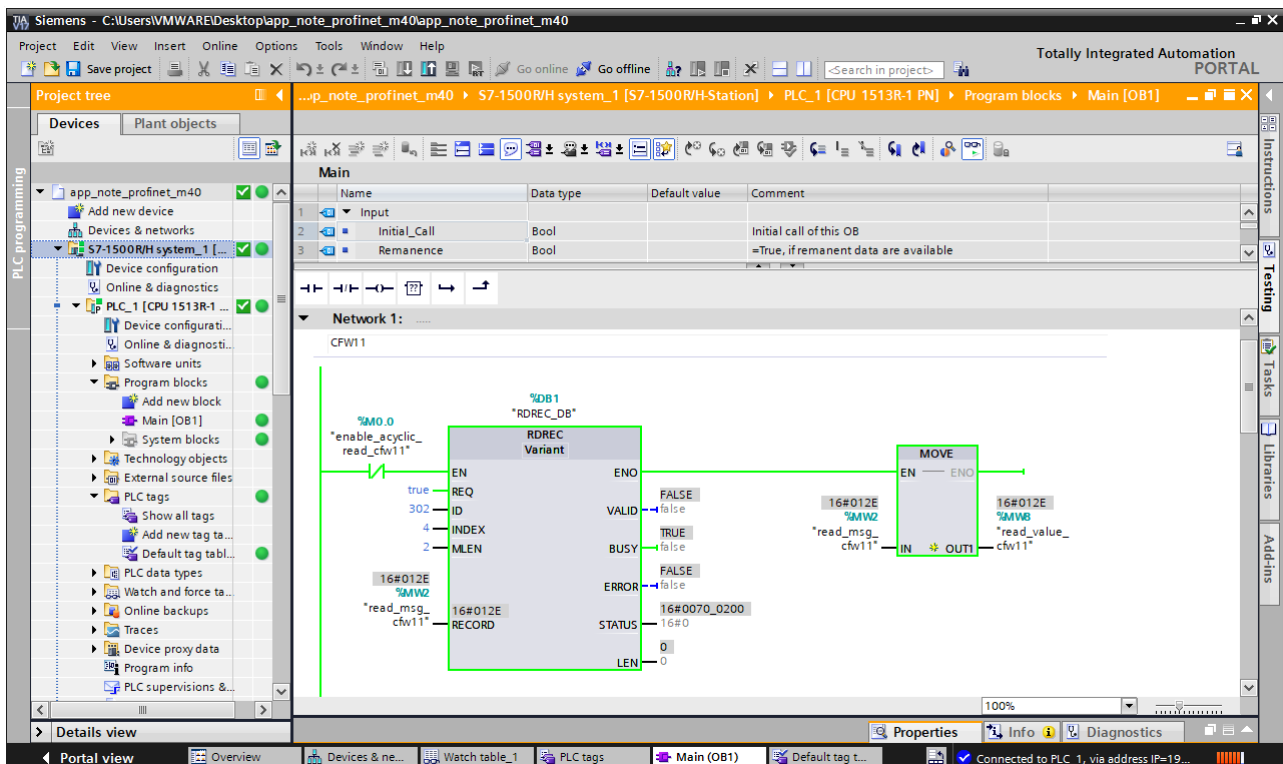 Siemens - C:\Users\VMWARE\Desktop\app_note_profinet_m40\app_note_profinet_m40
Project Edit View Insert Online Options Tools Window Help
Totally Integrated Automation
PORTAL
Save project Go online Go offline <Search in project>
Project tree
...p_note_profinet_m40 S7-1500R/H system_1 [S7-1500R/H-Station] PLC_1 [CPU 1513R-1 PN] Program blocks Main [OB1]
Devices Plant objects
PLC programming
app_note_profinet_m40
Add new device
Devices & networks
S7-1500R/H system_1 [...
Device configuration
Online & diagnostics
PLC_1 [CPU 1513R-1 ...
Device configurati...
Online & diagnosti...
Software units
Program blocks
Add new block
Main [OB1]
System blocks
Technology objects
External source files
PLC tags
Show all tags
Add new tag ta...
Default tag tabl...
PLC data types
Watch and force ta...
Online backups
Traces
Device proxy data
Program info
PLC supervisions &...
Details view
Main
Name Data type Default value Comment
1 Input
2 Initial_Call Bool Initial call of this OB
3 Remanence Bool =True, if remanent data are available
??
Network 1: .....
CFW11
%DB1
"RDREC_DB"
%M0.0
"enable_acyclic_
read_cfw11"
RDREC
Variant
EN ENO
true REQ
302 ID
FALSE
VALID false
4 INDEX
2 MLEN
TRUE
BUSY false
FALSE
ERROR false
16#012E
%MW2
"read_msg_
cfw11"
16#012E
RECORD
16#0070_0200
STATUS 16#0
0
LEN 0
MOVE
EN ENO
16#012E
%MW2
"read_msg_
cfw11"
IN OUT1
16#012E
%MW8
"read_value_
cfw11"
100%
Instructions
Testing
Tasks
Libraries
Add-ins
Properties Info Diagnostics
Portal view Overview Devices & ne... Watch table_1 PLC tags Main (OB1) Default tag t... Connected to PLC_1, via address IP=19...